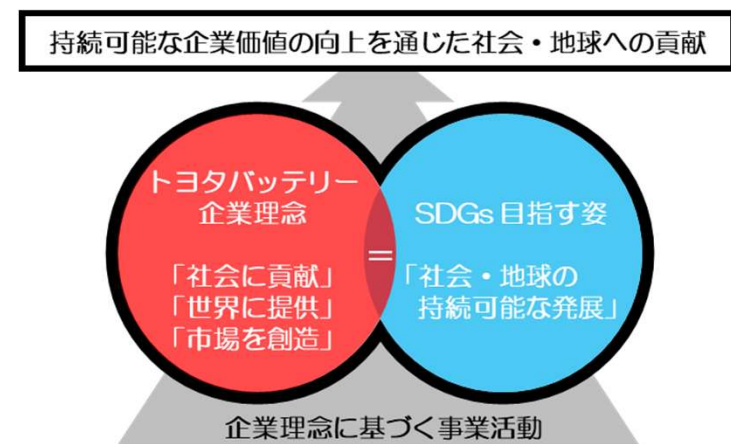 持続可能な企業価値の向上を通じた社会・地球への貢献
トヨタバッテリー
企業理念
「社会に貢献」
「世界に提供」
「市場を創造」
=
SDGs 目指す姿
「社会・地球の
持続可能な発展」
企業理念に基づく事業活動